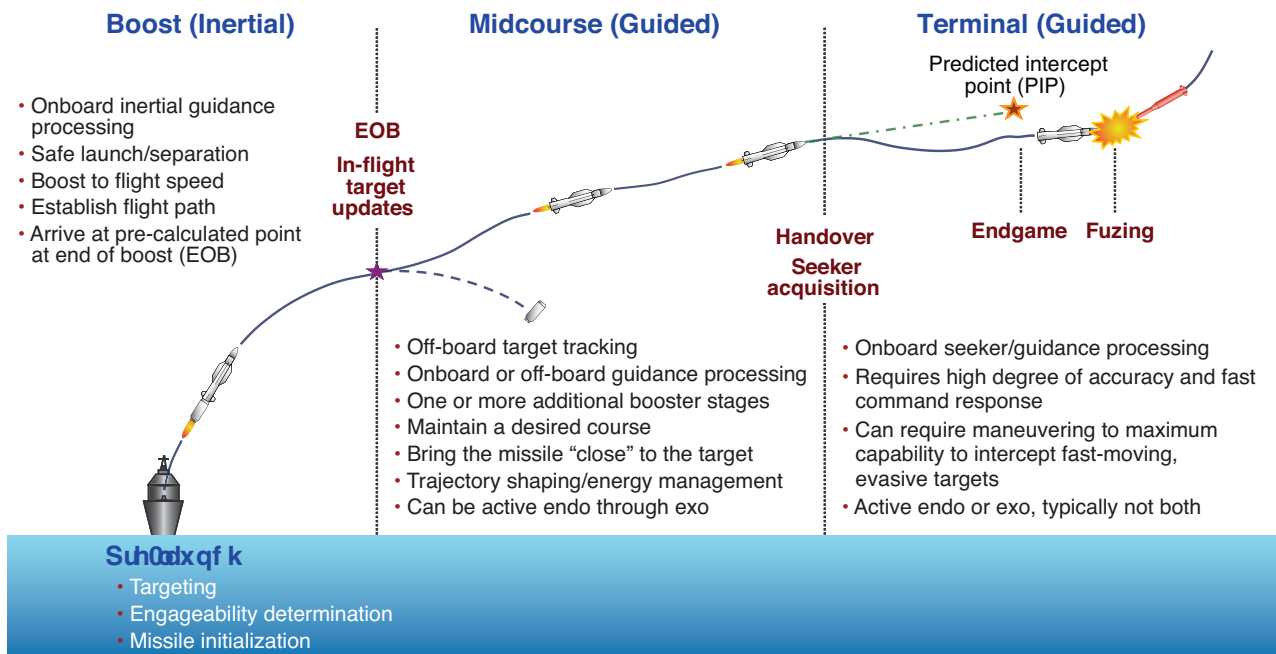 Boost (Inertial)
Midcourse (Guided)
Terminal (Guided)
• Onboard inertial guidance
processing
• Safe launch/separation
• Boost to flight speed
• Establish flight path
• Arrive at pre-calculated point
at end of boost (EOB)
EOB
In-flight
target
updates
Predicted intercept
point (PIP)
Handover
Seeker
acquisition
Endgame
Fuzing
• Off-board target tracking
• Onboard or off-board guidance processing
• One or more additional booster stages
• Maintain a desired course
• Bring the missile “close” to the target
• Trajectory shaping/energy management
• Can be active endo through exo
• Onboard seeker/guidance processing
• Requires high degree of accuracy and fast
command response
• Can require maneuvering to maximum
capability to intercept fast-moving,
evasive targets
• Active endo or exo, typically not both
• Targeting
• Engageability determination
• Missile initialization